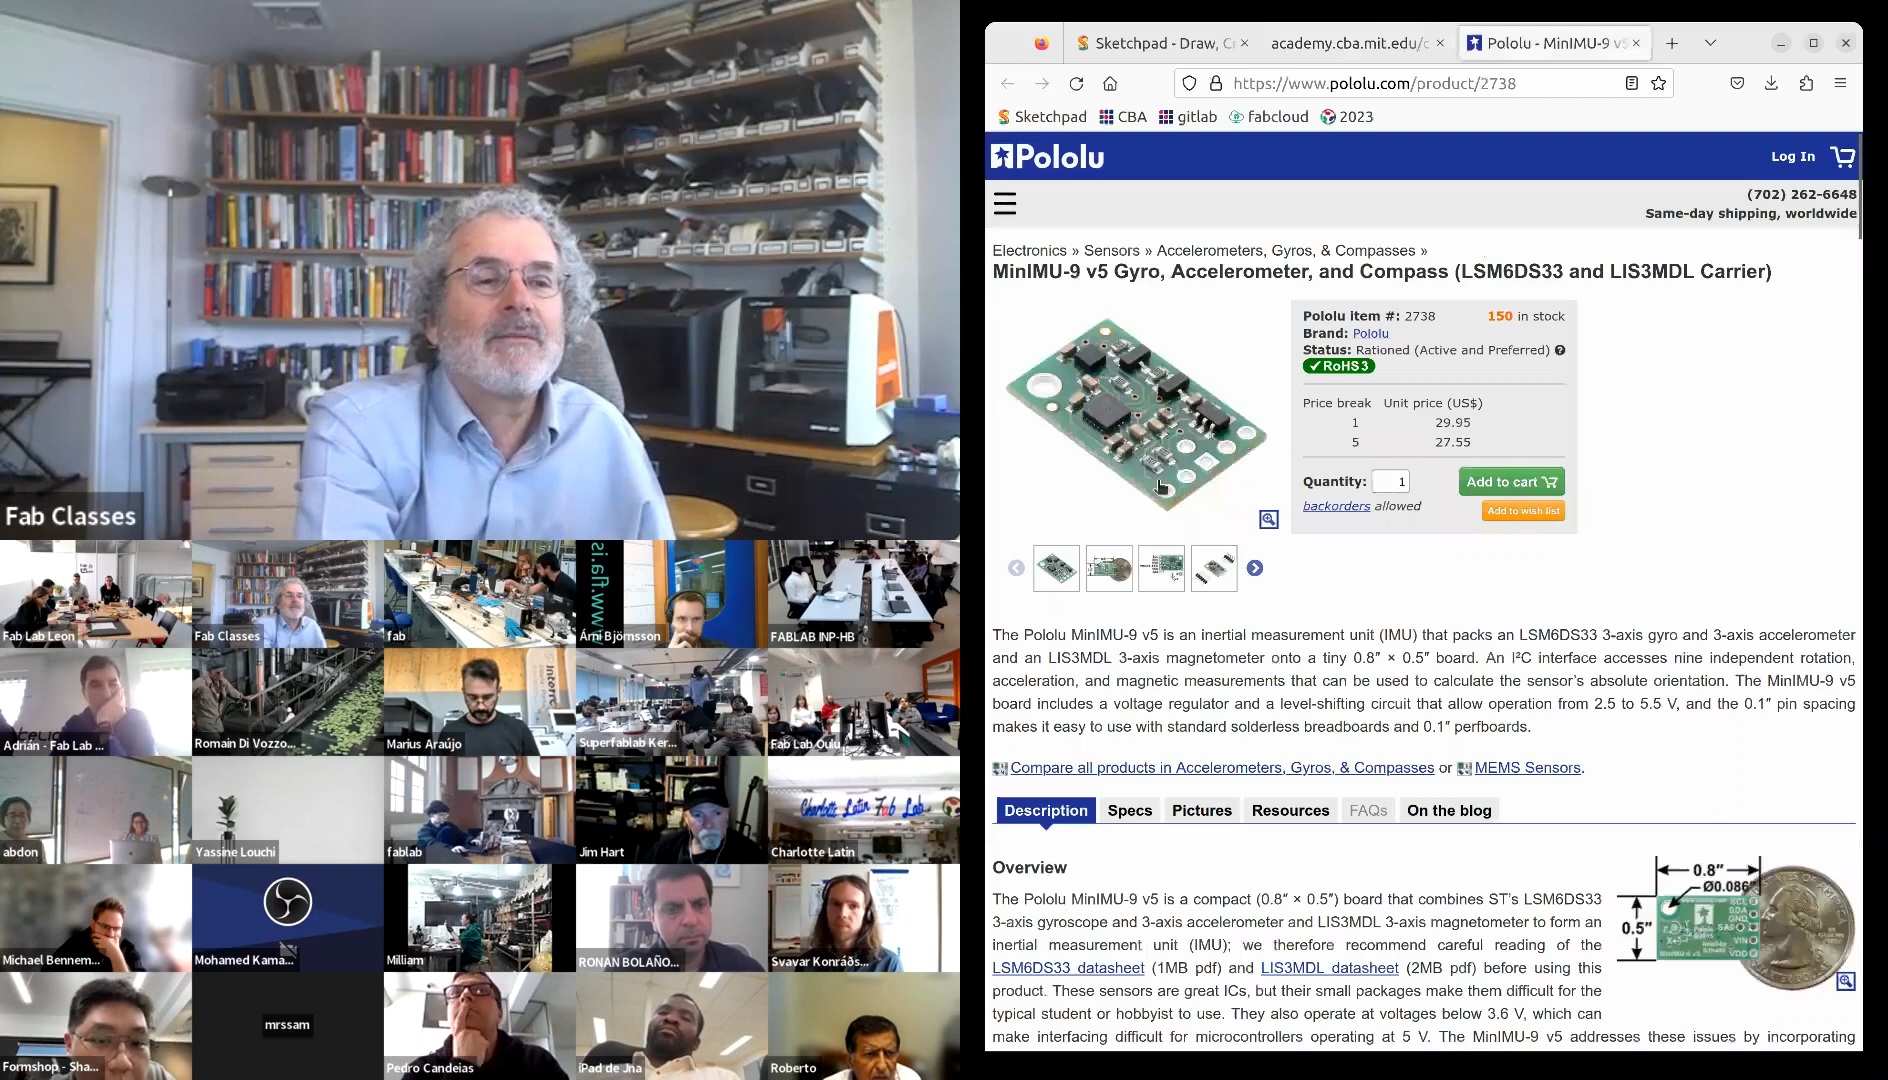 Fab Classes
Fab Lab Leon
Fab Classes
fab
www.fla.is
Árni Björnsson
FABLAB INP-HB
Adrián - Fab Lab ...
Romain Di Vozzo...
Marius Araújo
Superfablab Ker...
Fab Lab Oulu
abdon
Yassine Louchi
fablab
Jim Hart
Charlotte Latin Fab Lab
Charlotte Latin
Michael Bennem...
Mohamed Kama...
Milliam
RONAN BOLAÑO...
Svavar Konráðs...
Formshop - Sha...
mrssam
Pedro Candeias
iPad de Jna
Roberto
Sketchpad - Draw, C
academy.cba.mit.edu/c
Pololu - MinIMU-9 v5
https://www.pololu.com/product/2738
Sketchpad CBA gitlab fabcloud 2023
Pololu
Log In
(702) 262-6648
Same-day shipping, worldwide
Electronics » Sensors » Accelerometers, Gyros, & Compasses »
MinIMU-9 v5 Gyro, Accelerometer, and Compass (LSM6DS33 and LIS3MDL Carrier)
Pololu item #: 2738 150 in stock
Brand: Pololu
Status: Rationed (Active and Preferred)
RoHS 3
Price break Unit price (US$)
1 29.95
5 27.55
Quantity: 1 Add to cart
backorders allowed Add to wish list
The Pololu MinIMU-9 v5 is an inertial measurement unit (IMU) that packs an LSM6DS33 3-axis gyro and 3-axis accelerometer
and an LIS3MDL 3-axis magnetometer onto a tiny 0.8″ × 0.5″ board. An I²C interface accesses nine independent rotation,
acceleration, and magnetic measurements that can be used to calculate the sensor’s absolute orientation. The MinIMU-9 v5
board includes a voltage regulator and a level-shifting circuit that allow operation from 2.5 to 5.5 V, and the 0.1″ pin spacing
makes it easy to use with standard solderless breadboards and 0.1″ perfboards.
Compare all products in Accelerometers, Gyros, & Compasses or MEMS Sensors.
Description Specs Pictures Resources FAQs On the blog
Overview
The Pololu MinIMU-9 v5 is a compact (0.8″ × 0.5″) board that combines ST’s LSM6DS33
3-axis gyroscope and 3-axis accelerometer and LIS3MDL 3-axis magnetometer to form an
inertial measurement unit (IMU); we therefore recommend careful reading of the
LSM6DS33 datasheet (1MB pdf) and LIS3MDL datasheet (2MB pdf) before using this
product. These sensors are great ICs, but their small packages make them difficult for the
typical student or hobbyist to use. They also operate at voltages below 3.6 V, which can
make interfacing difficult for microcontrollers operating at 5 V. The MinIMU-9 v5 addresses these issues by incorporating
0.8″
Ø0.086″
0.5″
SCL
SDA
GND
SA0
VIN
VDD